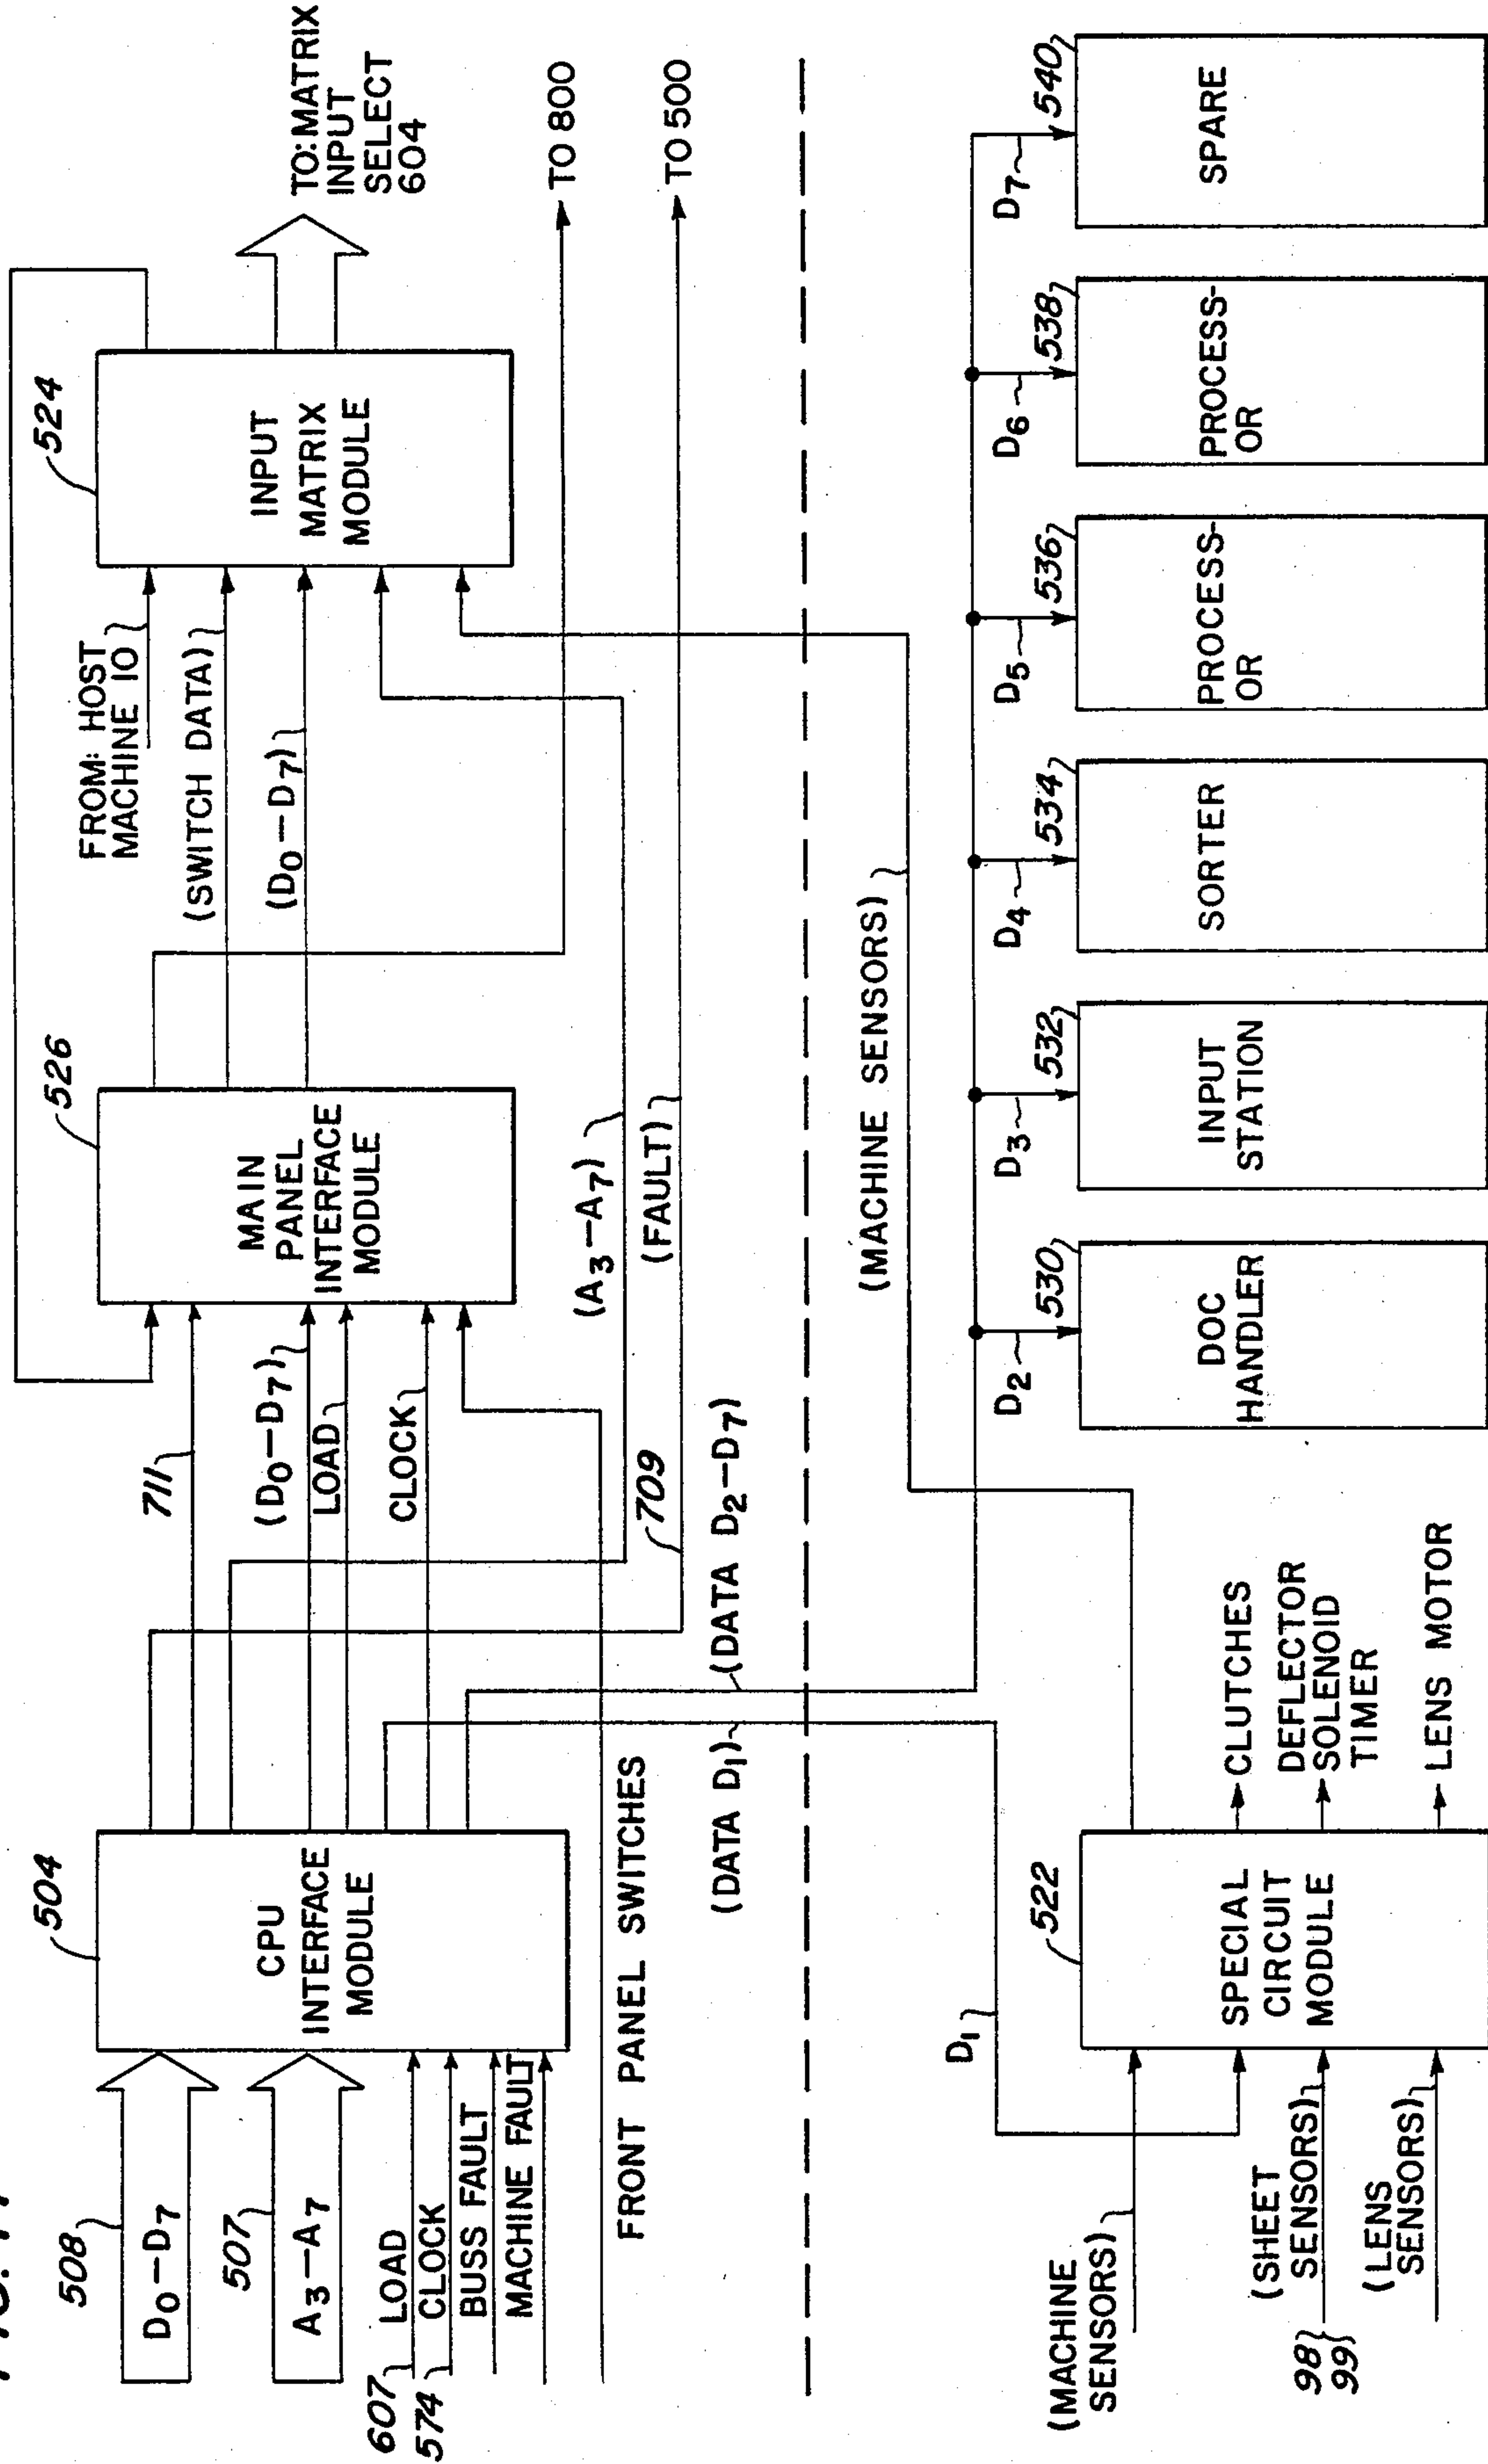 508
D₀–D₇
507
A₃–A₇
607
LOAD
574
CLOCK
BUSS FAULT
MACHINE FAULT
FRONT PANEL SWITCHES
504
CPU
INTERFACE
MODULE
711
(D₀–D₇)
LOAD
CLOCK
709
(DATA D₁)
(DATA D₂–D₇)
526
MAIN
PANEL
INTERFACE
MODULE
(A₃–A₇)
(FAULT)
FROM: HOST
MACHINE 10
(SWITCH DATA)
(D₀–D₇)
524
INPUT
MATRIX
MODULE
TO: MATRIX
INPUT
SELECT
604
TO 800
TO 500
(MACHINE SENSORS)
(MACHINE
SENSORS)
D₁
(SHEET
SENSORS)
98
99
(LENS
SENSORS)
522
SPECIAL
CIRCUIT
MODULE
CLUTCHES
DEFLECTOR
SOLENOID
TIMER
LENS MOTOR
D₂
530
DOC
HANDLER
D₃
532
INPUT
STATION
D₄
534
SORTER
D₅
536
PROCESS-
OR
D₆
538
PROCESS-
OR
D₇
540
SPARE